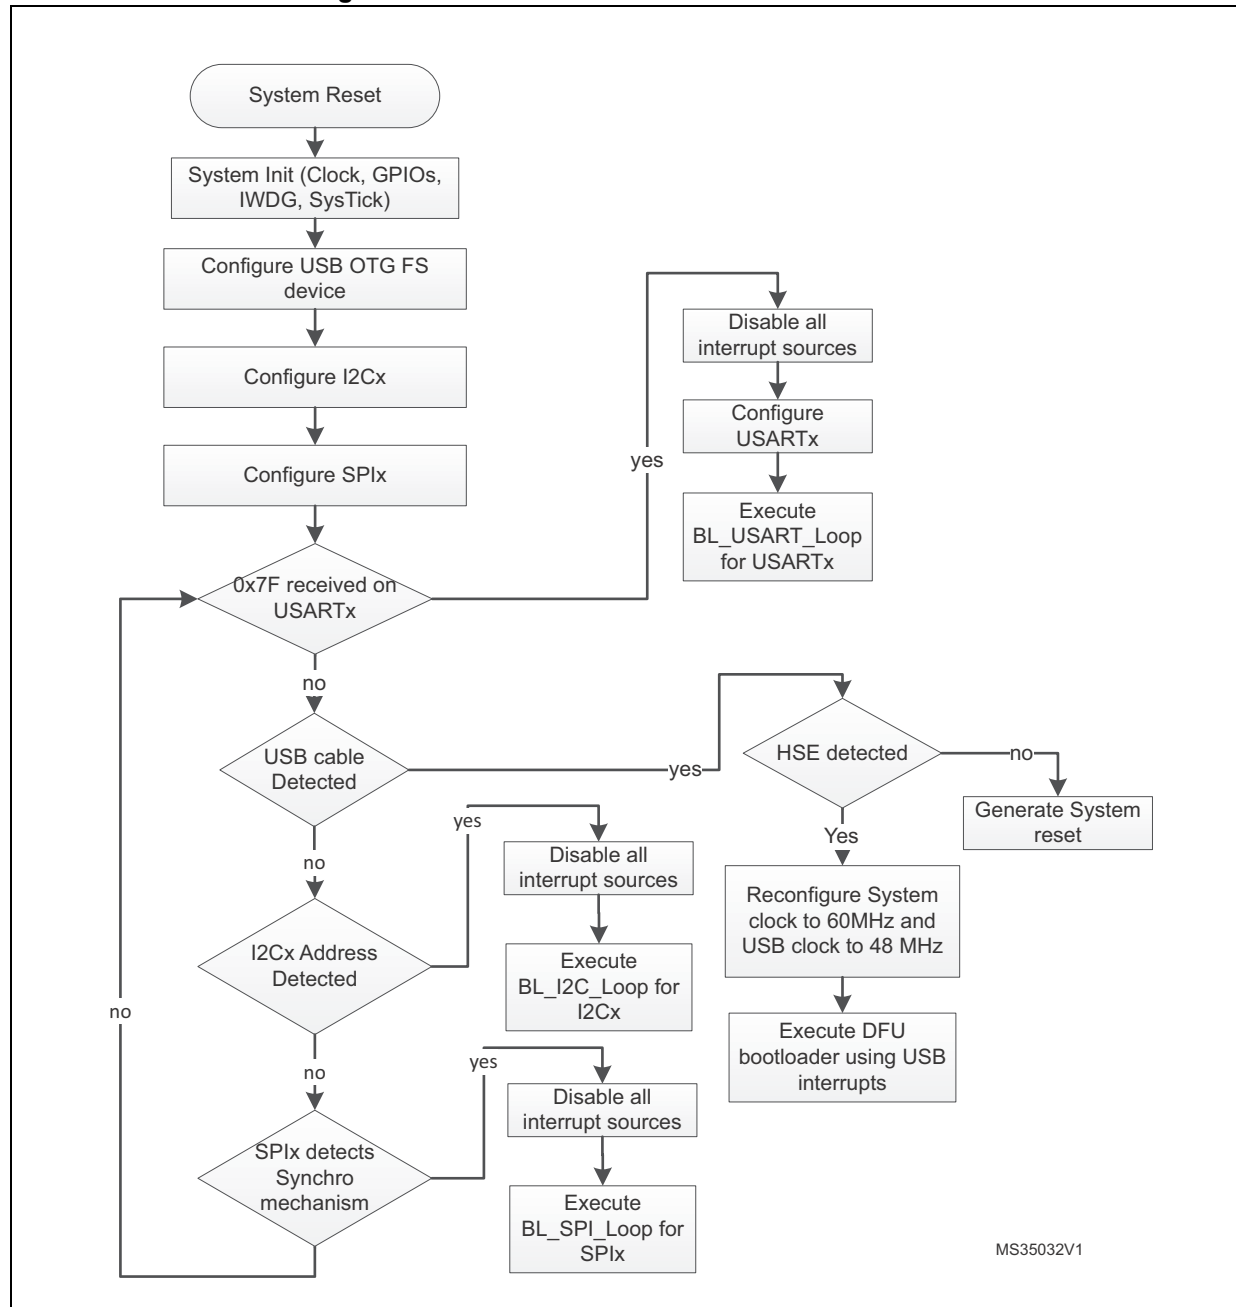 System Reset
System Init (Clock, GPIOs,
IWDG, SysTick)
Configure USB OTG FS
device
Configure I2Cx
Configure SPIx
0x7F received on
USARTx
yes
Disable all
interrupt sources
Configure
USARTx
Execute
BL_USART_Loop
for USARTx
no
USB cable
Detected
yes
HSE detected
no
Generate System
reset
Yes
Reconfigure System
clock to 60MHz and
USB clock to 48 MHz
Execute DFU
bootloader using USB
interrupts
no
I2Cx Address
Detected
yes
Disable all
interrupt sources
Execute
BL_I2C_Loop for
I2Cx
no
SPIx detects
Synchro
mechanism
yes
Disable all
interrupt sources
Execute
BL_SPI_Loop for
SPIx
no
MS35032V1